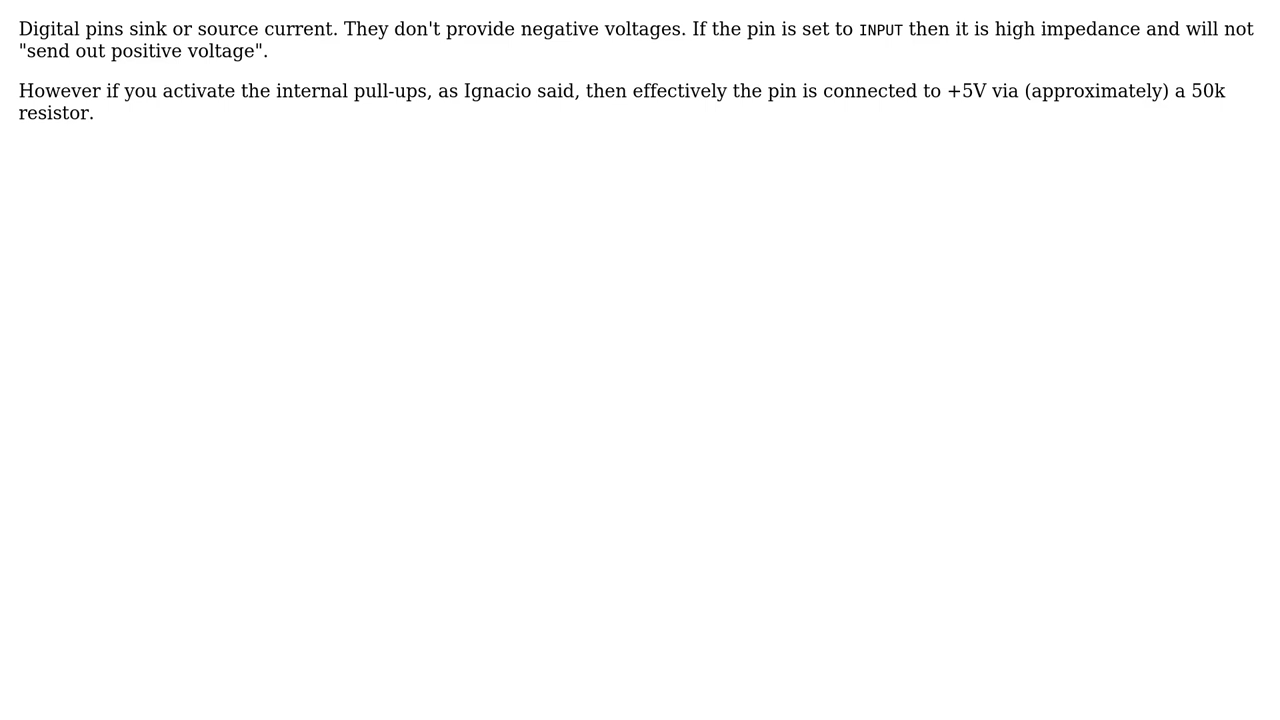 Digital pins sink or source current. They don't provide negative voltages. If the pin is set to INPUT then it is high impedance and will not
"send out positive voltage".
However if you activate the internal pull-ups, as Ignacio said, then effectively the pin is connected to +5V via (approximately) a 50k
resistor.